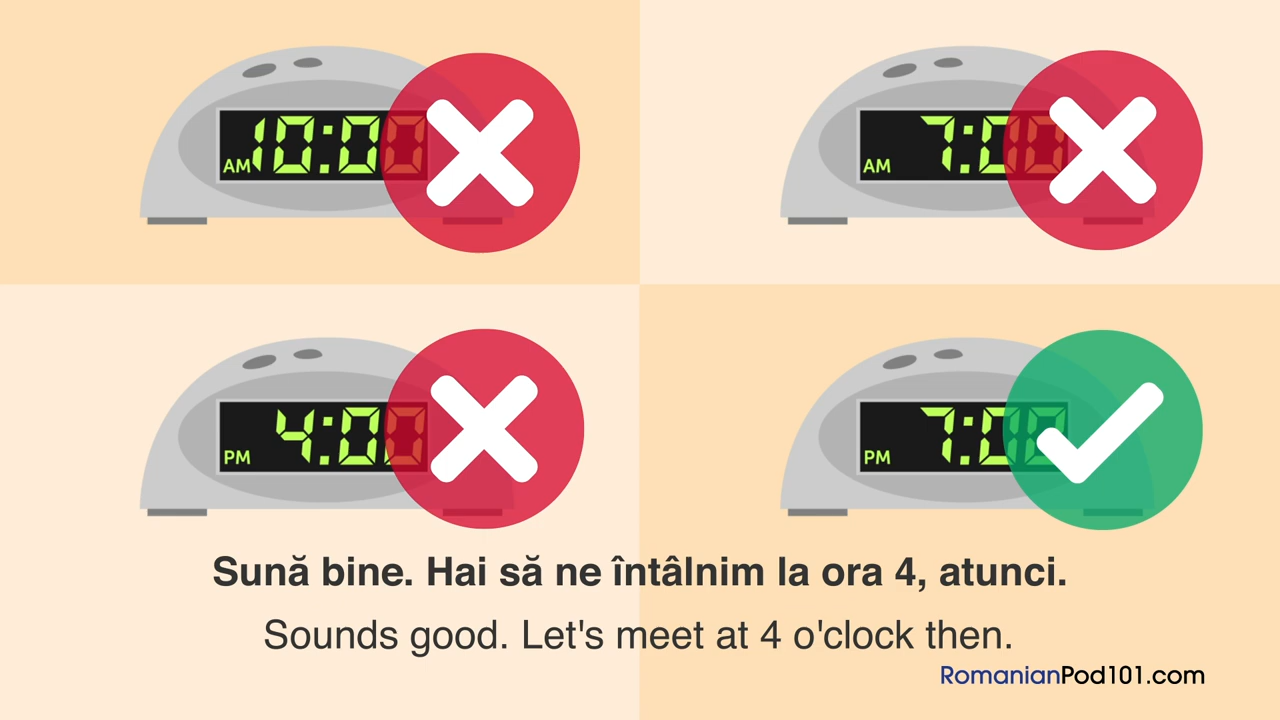 AM 10:00
AM 7:00
PM 4:00
PM 7:00
Sună bine. Hai să ne întâlnim la ora 4, atunci.
Sounds good. Let's meet at 4 o'clock then.
RomanianPod101.com